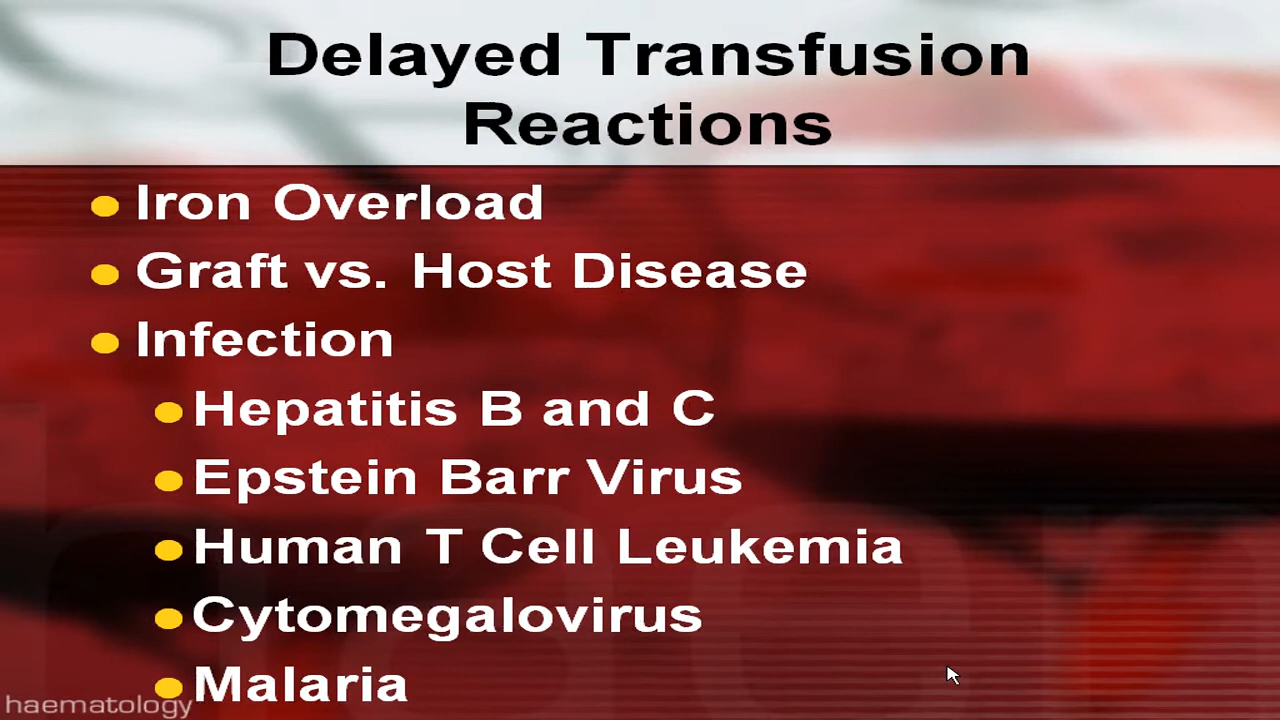 Delayed Transfusion
Reactions
Iron Overload
Graft vs. Host Disease
Infection
Hepatitis B and C
Epstein Barr Virus
Human T Cell Leukemia
Cytomegalovirus
Malaria
haematology